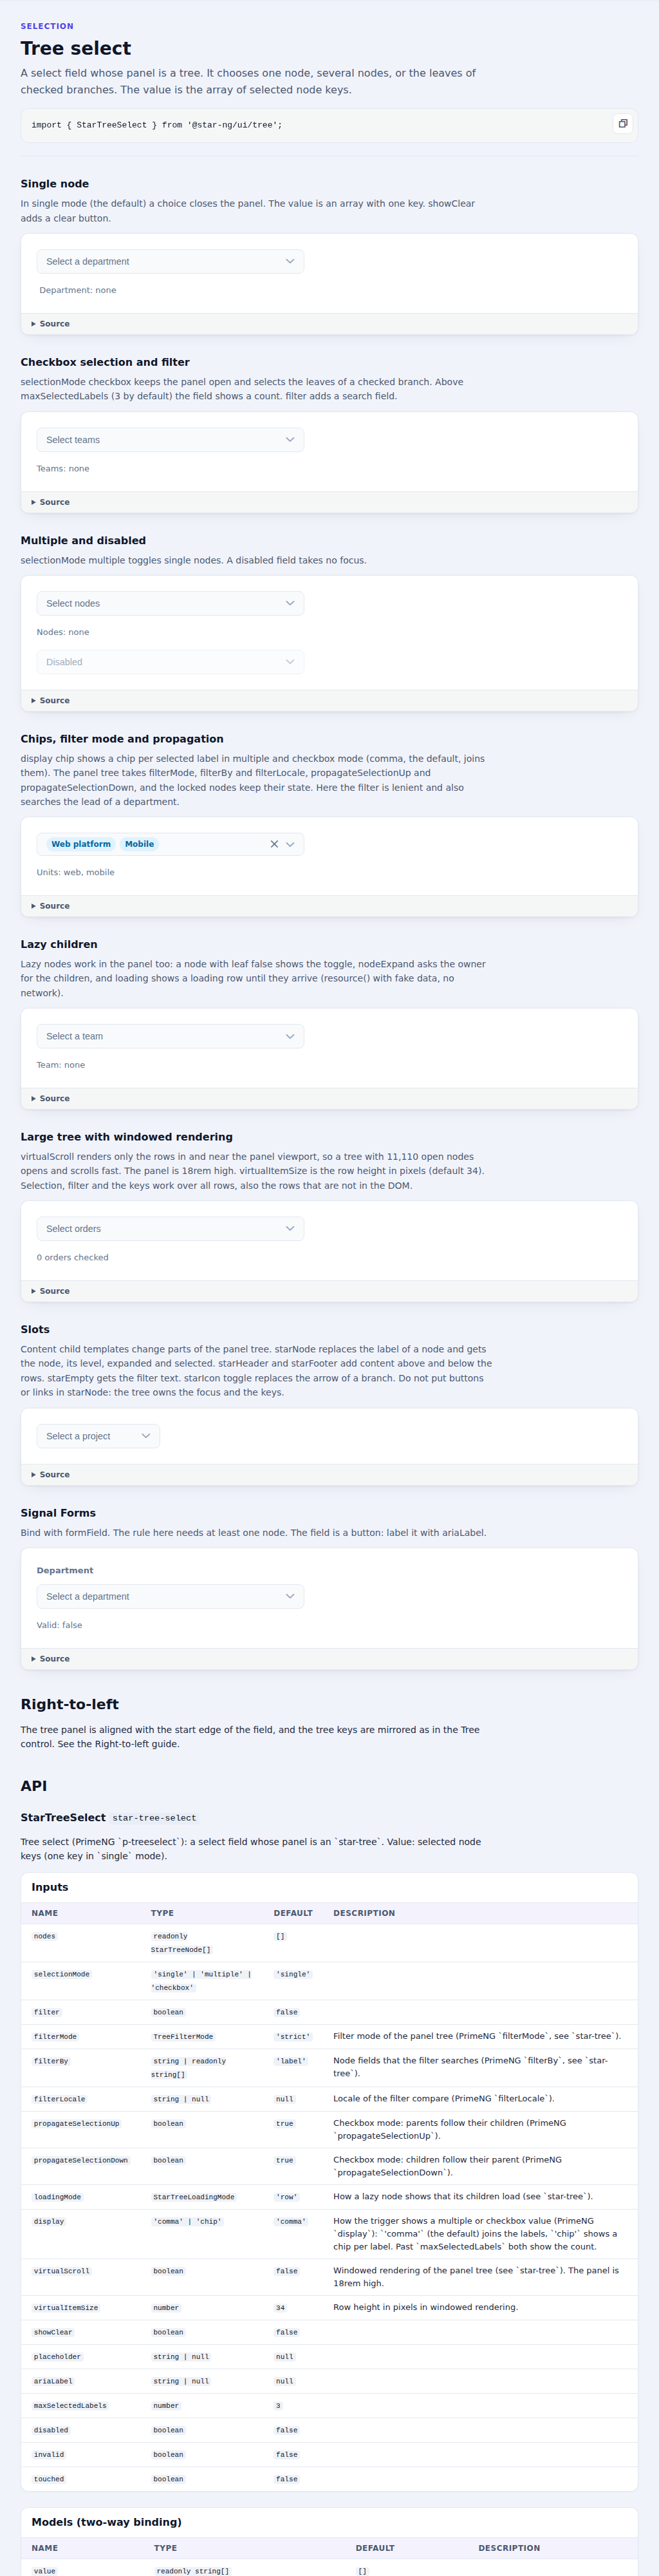 SELECTION
Tree select
A select field whose panel is a tree. It chooses one node, several nodes, or the leaves of
checked branches. The value is the array of selected node keys.
import { StarTreeSelect } from '@star-ng/ui/tree';
Single node
In single mode (the default) a choice closes the panel. The value is an array with one key. showClear
adds a clear button.
Select a department
Department: none
Source
Checkbox selection and filter
selectionMode checkbox keeps the panel open and selects the leaves of a checked branch. Above
maxSelectedLabels (3 by default) the field shows a count. filter adds a search field.
Select teams
Teams: none
Source
Multiple and disabled
selectionMode multiple toggles single nodes. A disabled field takes no focus.
Select nodes
Nodes: none
Disabled
Source
Chips, filter mode and propagation
display chip shows a chip per selected label in multiple and checkbox mode (comma, the default, joins
them). The panel tree takes filterMode, filterBy and filterLocale, propagateSelectionUp and
propagateSelectionDown, and the locked nodes keep their state. Here the filter is lenient and also
searches the lead of a department.
Web platform Mobile
Units: web, mobile
Source
Lazy children
Lazy nodes work in the panel too: a node with leaf false shows the toggle, nodeExpand asks the owner
for the children, and loading shows a loading row until they arrive (resource() with fake data, no
network).
Select a team
Team: none
Source
Large tree with windowed rendering
virtualScroll renders only the rows in and near the panel viewport, so a tree with 11,110 open nodes
opens and scrolls fast. The panel is 18rem high. virtualItemSize is the row height in pixels (default 34).
Selection, filter and the keys work over all rows, also the rows that are not in the DOM.
Select orders
0 orders checked
Source
Slots
Content child templates change parts of the panel tree. starNode replaces the label of a node and gets
the node, its level, expanded and selected. starHeader and starFooter add content above and below the
rows. starEmpty gets the filter text. starIcon toggle replaces the arrow of a branch. Do not put buttons
or links in starNode: the tree owns the focus and the keys.
Select a project
Source
Signal Forms
Bind with formField. The rule here needs at least one node. The field is a button: label it with ariaLabel.
Department
Select a department
Valid: false
Source
Right-to-left
The tree panel is aligned with the start edge of the field, and the tree keys are mirrored as in the Tree
control. See the Right-to-left guide.
API
StarTreeSelect star-tree-select
Tree select (PrimeNG `p-treeselect`): a select field whose panel is an `star-tree`. Value: selected node
keys (one key in `single` mode).
Inputs
NAME TYPE DEFAULT DESCRIPTION
nodes readonly StarTreeNode[] []
selectionMode 'single' | 'multiple' | 'checkbox' 'single'
filter boolean false
filterMode TreeFilterMode 'strict' Filter mode of the panel tree (PrimeNG `filterMode`, see `star-tree`).
filterBy string | readonly string[] 'label' Node fields that the filter searches (PrimeNG `filterBy`, see `star-tree`).
filterLocale string | null null Locale of the filter compare (PrimeNG `filterLocale`).
propagateSelectionUp boolean true Checkbox mode: parents follow their children (PrimeNG `propagateSelectionUp`).
propagateSelectionDown boolean true Checkbox mode: children follow their parent (PrimeNG `propagateSelectionDown`).
loadingMode StarTreeLoadingMode 'row' How a lazy node shows that its children load (see `star-tree`).
display 'comma' | 'chip' 'comma' How the trigger shows a multiple or checkbox value (PrimeNG `display`): `'comma'` (the default) joins the labels, `'chip'` shows a chip per label. Past `maxSelectedLabels` both show the count.
virtualScroll boolean false Windowed rendering of the panel tree (see `star-tree`). The panel is 18rem high.
virtualItemSize number 34 Row height in pixels in windowed rendering.
showClear boolean false
placeholder string | null null
ariaLabel string | null null
maxSelectedLabels number 3
disabled boolean false
invalid boolean false
touched boolean false
Models (two-way binding)
NAME TYPE DEFAULT DESCRIPTION
value readonly string[] []